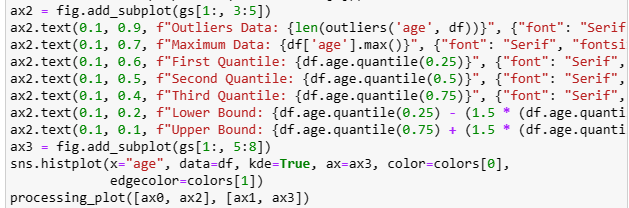 ax2 = fig.add_subplot(gs[1:, 3:5])
ax2.text(0.1, 0.9, f"Outliers Data: {len(outliers('age', df))}", {"font": "Serif
ax2.text(0.1, 0.7, f"Maximum Data: {df['age'].max()}", {"font": "Serif", "fontsi
ax2.text(0.1, 0.6, f"First Quantile: {df.age.quantile(0.25)}", {"font": "Serif",
ax2.text(0.1, 0.5, f"Second Quantile: {df.age.quantile(0.5)}", {"font": "Serif",
ax2.text(0.1, 0.4, f"Third Quantile: {df.age.quantile(0.75)}", {"font": "Serif",
ax2.text(0.1, 0.2, f"Lower Bound: {df.age.quantile(0.25) - (1.5 * (df.age.quanti
ax2.text(0.1, 0.1, f"Upper Bound: {df.age.quantile(0.75) + (1.5 * (df.age.quanti
ax3 = fig.add_subplot(gs[1:, 5:8])
sns.histplot(x="age", data=df, kde=True, ax=ax3, color=colors[0],
edgecolor=colors[1])
processing_plot([ax0, ax2], [ax1, ax3])